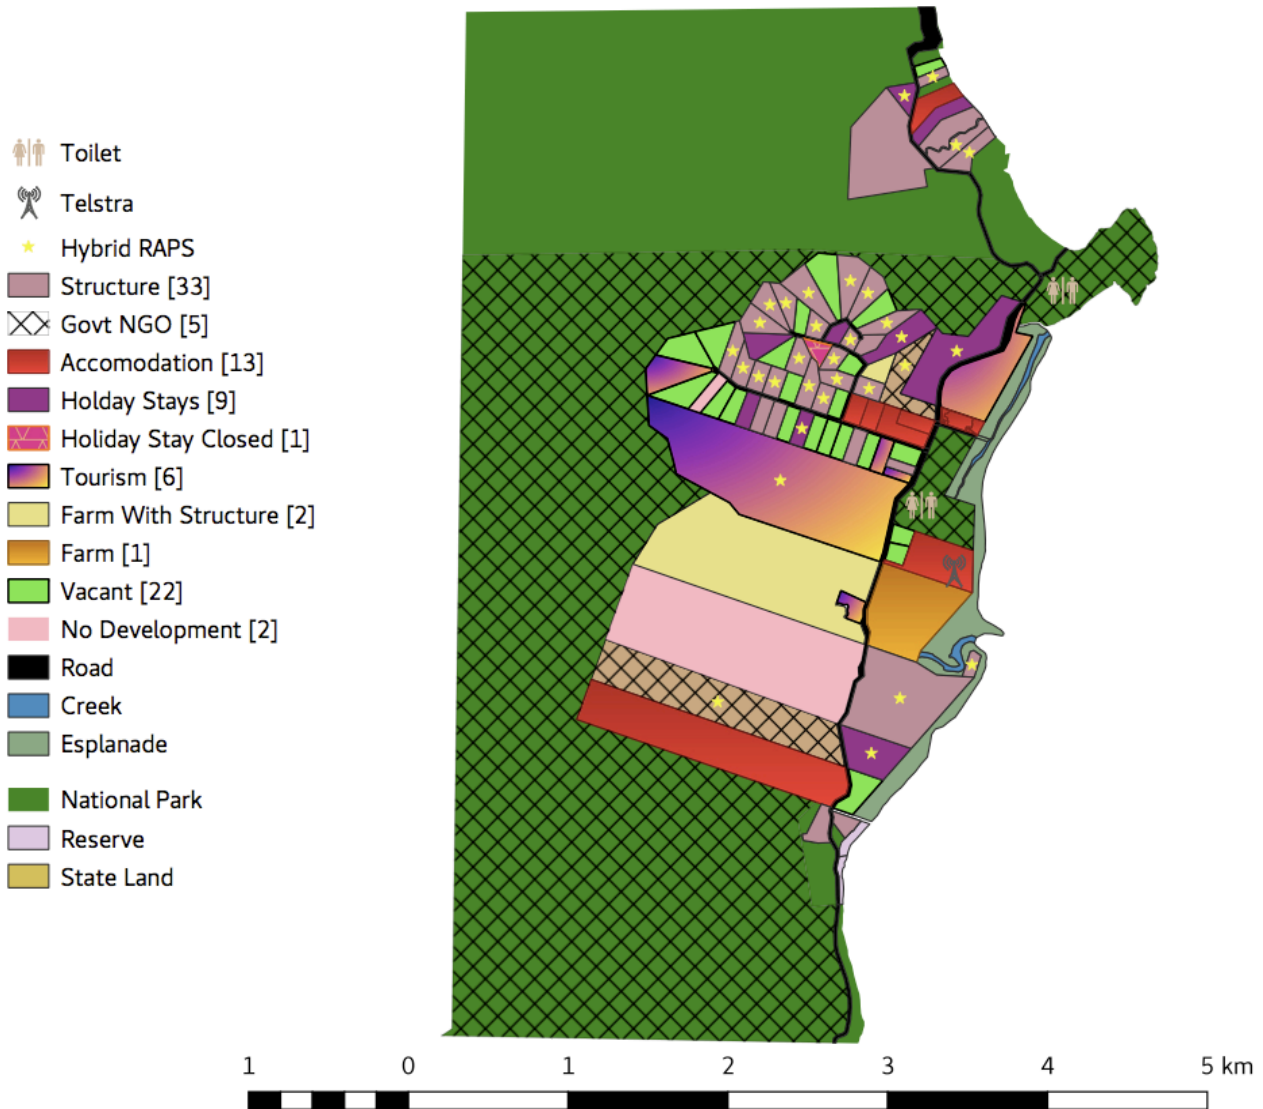 Toilet
Telstra
Hybrid RAPS
Structure [33]
Govt NGO [5]
Accomodation [13]
Holday Stays [9]
Holiday Stay Closed [1]
Tourism [6]
Farm With Structure [2]
Farm [1]
Vacant [22]
No Development [2]
Road
Creek
Esplanade
National Park
Reserve
State Land
1 0 1 2 3 4 5 km